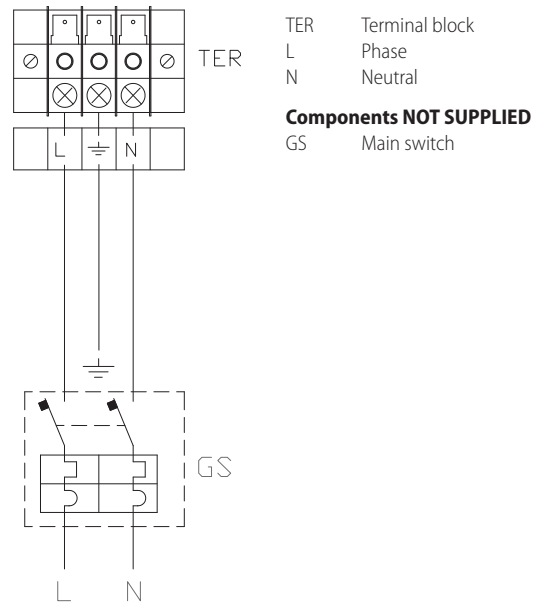 TER
L N
GS
L N
TER Terminal block
L Phase
N Neutral
Components NOT SUPPLIED
GS Main switch